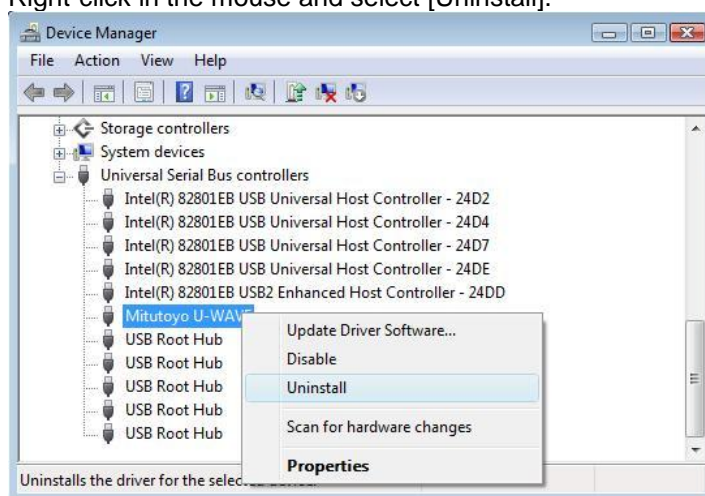 Right click in the mouse and select [Uninstall].
Device Manager
File Action View Help
Storage controllers
System devices
Universal Serial Bus controllers
Intel(R) 82801EB USB Universal Host Controller - 24D2
Intel(R) 82801EB USB Universal Host Controller - 24D4
Intel(R) 82801EB USB Universal Host Controller - 24D7
Intel(R) 82801EB USB Universal Host Controller - 24DE
Intel(R) 82801EB USB2 Enhanced Host Controller - 24DD
Mitutoyo U-WAVE
USB Root Hub
USB Root Hub
USB Root Hub
USB Root Hub
USB Root Hub
Update Driver Software...
Disable
Uninstall
Scan for hardware changes
Properties
Uninstalls the driver for the selec